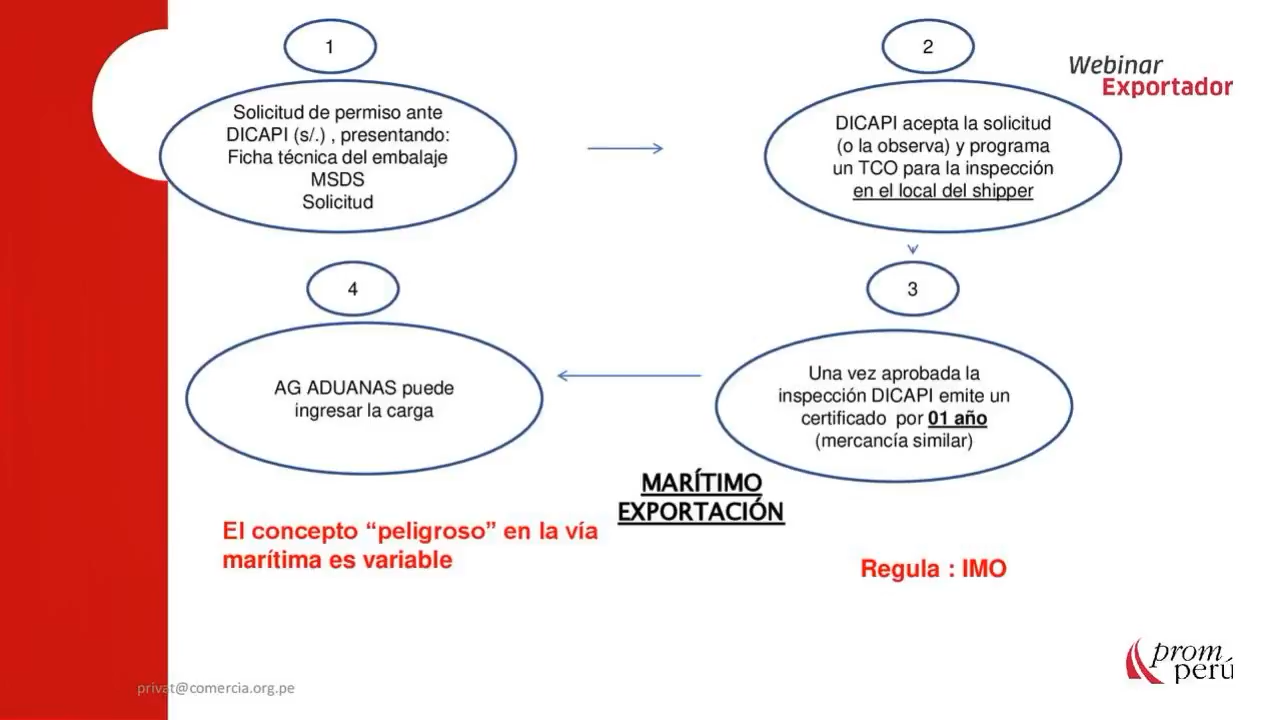 1
Solicitud de permiso ante
DICAPI (s/.) , presentando:
Ficha técnica del embalaje
MSDS
Solicitud
2
DICAPI acepta la solicitud
(o la observa) y programa
un TCO para la inspección
en el local del shipper
Webinar
Exportador
3
Una vez aprobada la
inspección DICAPI emite un
certificado por 01 año
(mercancía similar)
4
AG ADUANAS puede
ingresar la carga
MARÍTIMO
EXPORTACIÓN
El concepto “peligroso” en la vía
marítima es variable
Regula : IMO
privat@comercia.org.pe
prom
perú